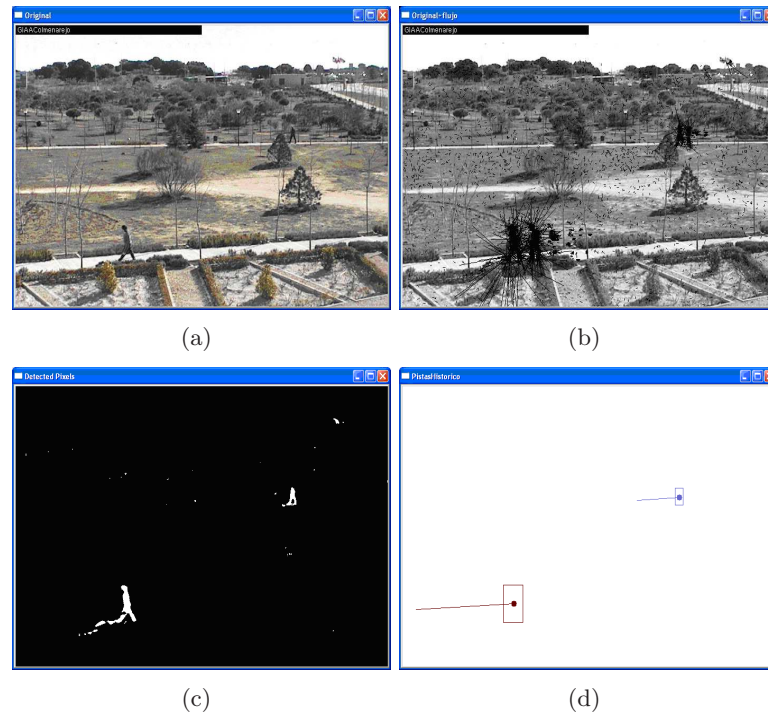 Original
GIAAColmenarejo
Original-flujo
GIAAColmenarejo
(a)
(b)
Detected Pixels
PistasHistorico
(c)
(d)